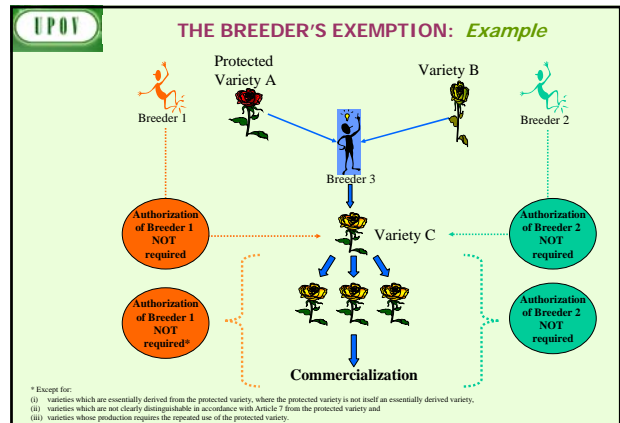 UPOV
THE BREEDER'S EXEMPTION: Example
Protected
Variety A
Variety B
Breeder 1
Breeder 2
Breeder 3
Authorization
of Breeder 1
NOT
required
Variety C
Authorization
of Breeder 2
NOT
required
Authorization
of Breeder 1
NOT
required*
Authorization
of Breeder 2
NOT
required
Commercialization
* Except for:
(i) varieties which are essentially derived from the protected variety, where the protected variety is not itself an essentially derived variety,
(ii) varieties which are not clearly distinguishable in accordance with Article 7 from the protected variety and
(iii) varieties whose production requires the repeated use of the protected variety.